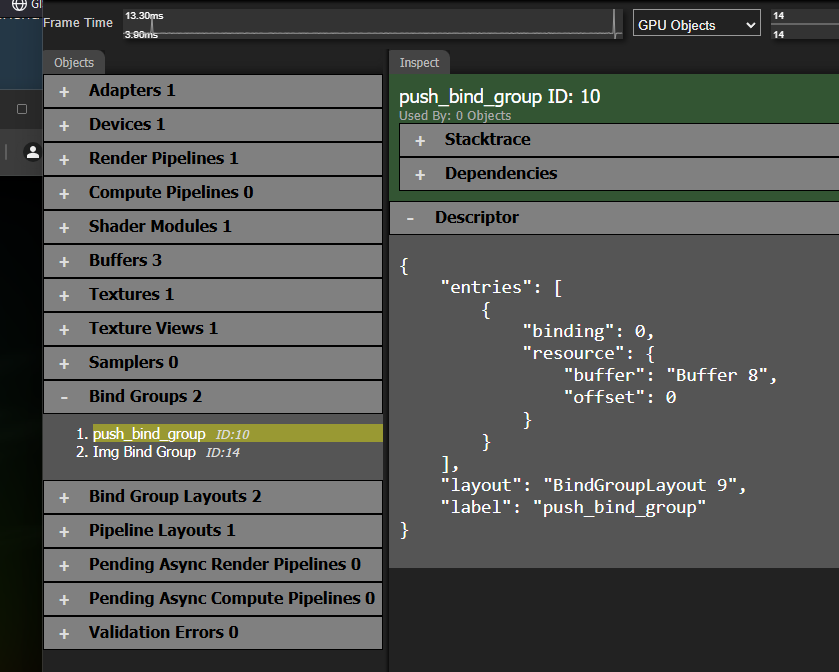 Gl
Frame Time
13.30ms
3.90ms
GPU Objects
14
14
Objects
+ Adapters 1
+ Devices 1
+ Render Pipelines 1
+ Compute Pipelines 0
+ Shader Modules 1
+ Buffers 3
+ Textures 1
+ Texture Views 1
+ Samplers 0
- Bind Groups 2
1. push_bind_group ID:10
2. Img Bind Group ID:14
+ Bind Group Layouts 2
+ Pipeline Layouts 1
+ Pending Async Render Pipelines 0
+ Pending Async Compute Pipelines 0
+ Validation Errors 0
Inspect
push_bind_group ID: 10
Used By: 0 Objects
+ Stacktrace
+ Dependencies
- Descriptor
{
    "entries": [
        {
            "binding": 0,
            "resource": {
                "buffer": "Buffer 8",
                "offset": 0
            }
        }
    ],
    "layout": "BindGroupLayout 9",
    "label": "push_bind_group"
}